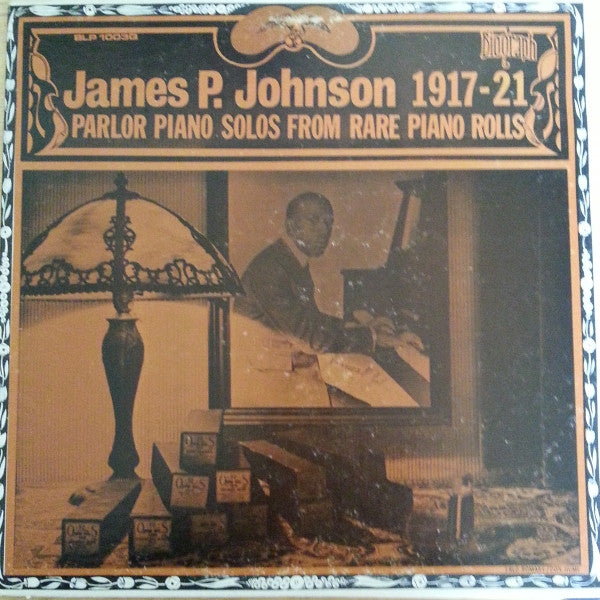 BLP 1003Q
Biograph
James P. Johnson 1917-21
PARLOR PIANO SOLOS FROM RARE PIANO ROLLS